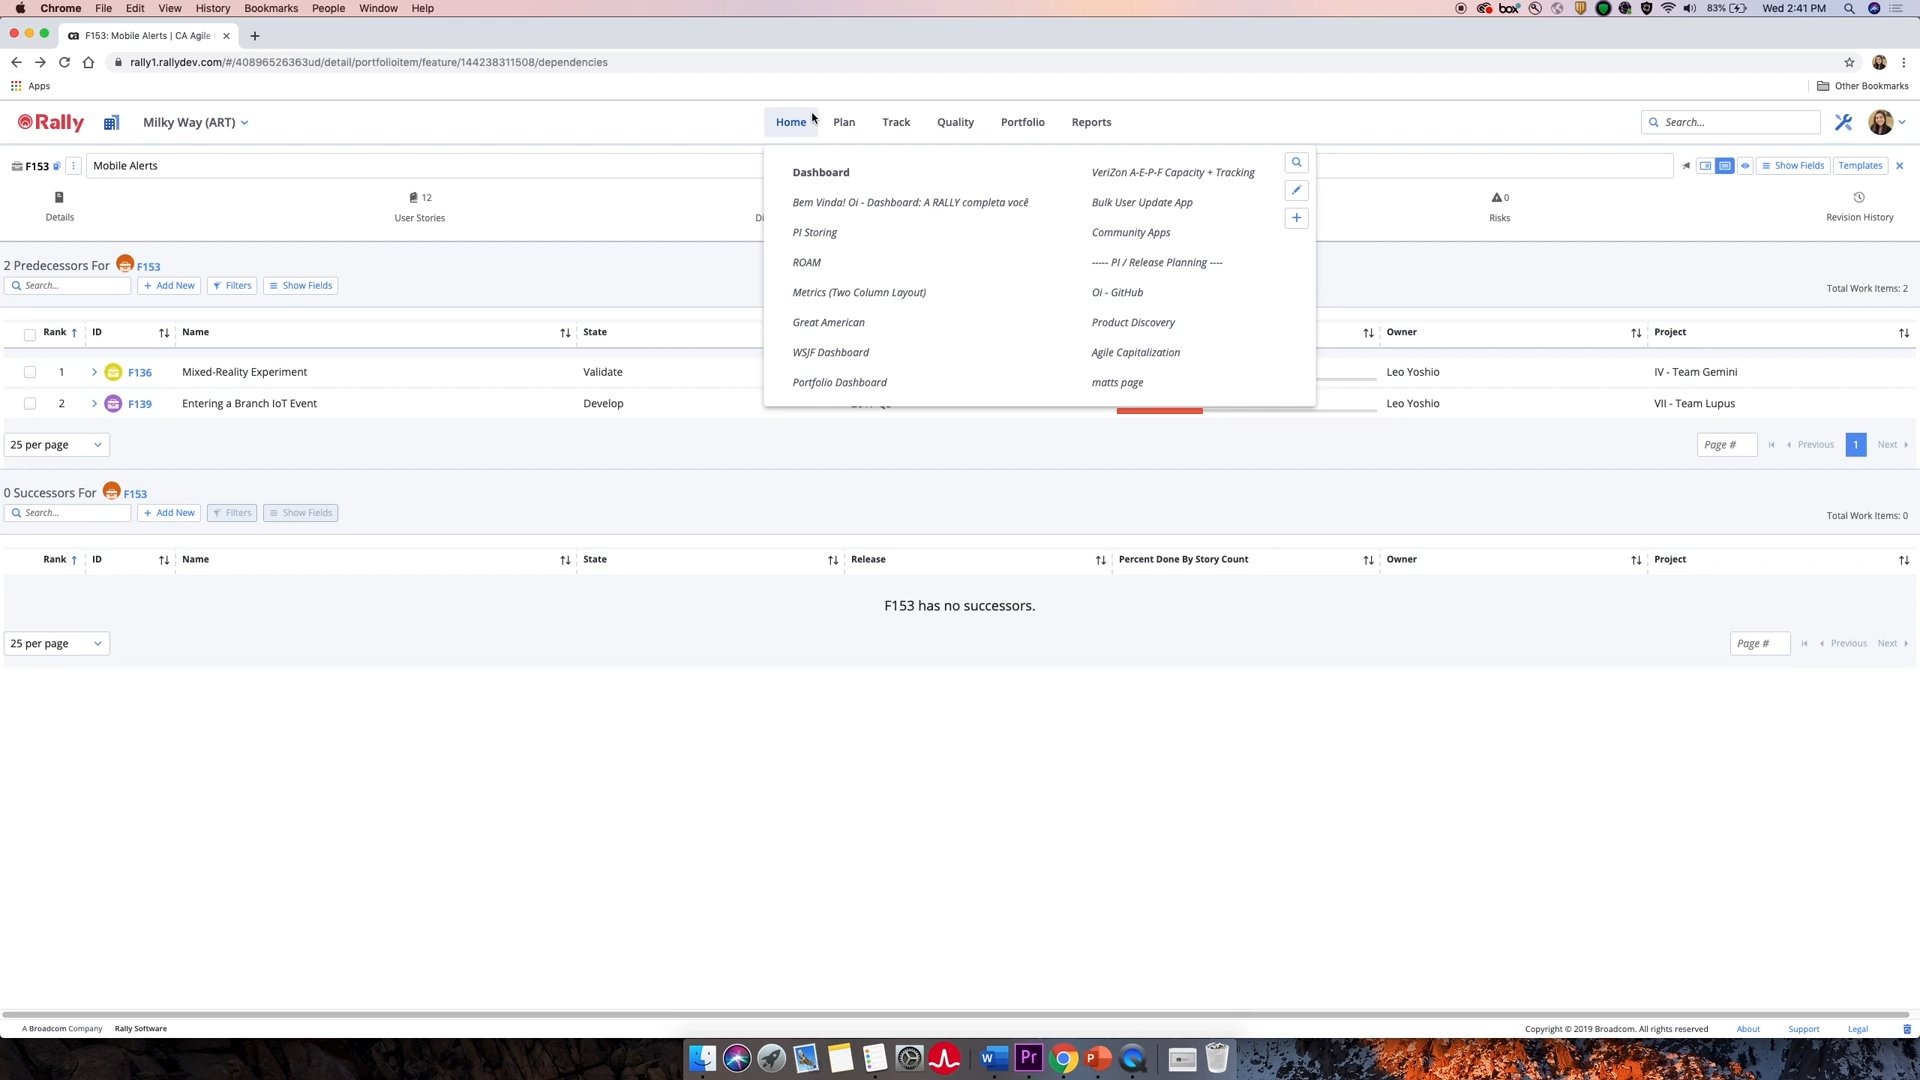 Chrome File Edit View History Bookmarks People Window Help box 83% Wed 2:41 PM
ca F153: Mobile Alerts | CA Agile
rally1.rallydev.com/#/40896526363ud/detail/portfolioitem/feature/144238311508/dependencies
Apps Other Bookmarks
Rally Milky Way (ART) Home Plan Track Quality Portfolio Reports Search...
F153 Mobile Alerts Show Fields Templates
Details 12 User Stories 0 Risks Revision History
Dashboard
Bem Vinda! Oi - Dashboard: A RALLY completa você
PI Storing
ROAM
Metrics (Two Column Layout)
Great American
WSJF Dashboard
Portfolio Dashboard
VeriZon A-E-P-F Capacity + Tracking
Bulk User Update App
Community Apps
----- PI / Release Planning ----
Oi - GitHub
Product Discovery
Agile Capitalization
matts page
2 Predecessors For F153
Search... + Add New Filters Show Fields Total Work Items: 2
Rank ID Name State Owner Project
1 F136 Mixed-Reality Experiment Validate Leo Yoshio IV - Team Gemini
2 F139 Entering a Branch IoT Event Develop Leo Yoshio VII - Team Lupus
25 per page Page # Previous 1 Next
0 Successors For F153
Search... + Add New Filters Show Fields Total Work Items: 0
Rank ID Name State Release Percent Done By Story Count Owner Project
F153 has no successors.
25 per page Page # Previous Next
A Broadcom Company Rally Software Copyright © 2019 Broadcom. All rights reserved About Support Legal
W Pr P